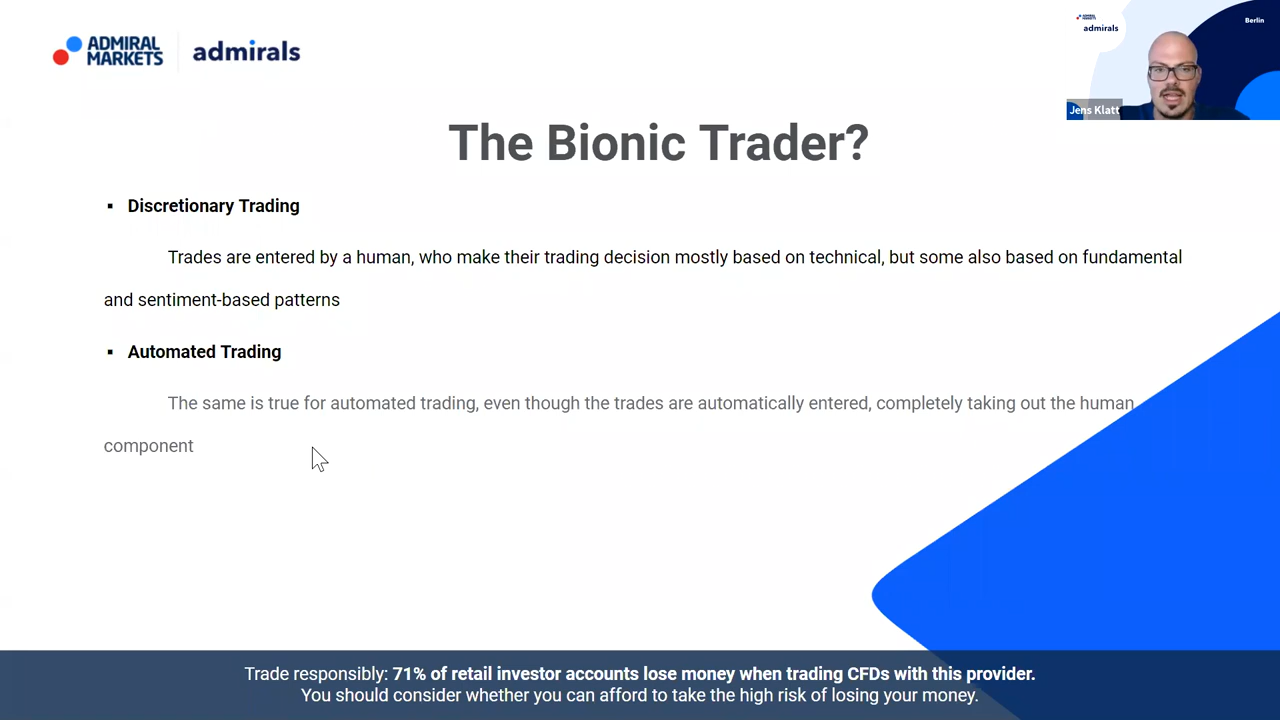 ADMIRAL
MARKETS
admirals
ADMIRAL
MARKETS
admirals
Berlin
Jens Klatt
The Bionic Trader?
▪ Discretionary Trading
Trades are entered by a human, who make their trading decision mostly based on technical, but some also based on fundamental
and sentiment-based patterns
▪ Automated Trading
The same is true for automated trading, even though the trades are automatically entered, completely taking out the human
component
Trade responsibly: 71% of retail investor accounts lose money when trading CFDs with this provider.
You should consider whether you can afford to take the high risk of losing your money.